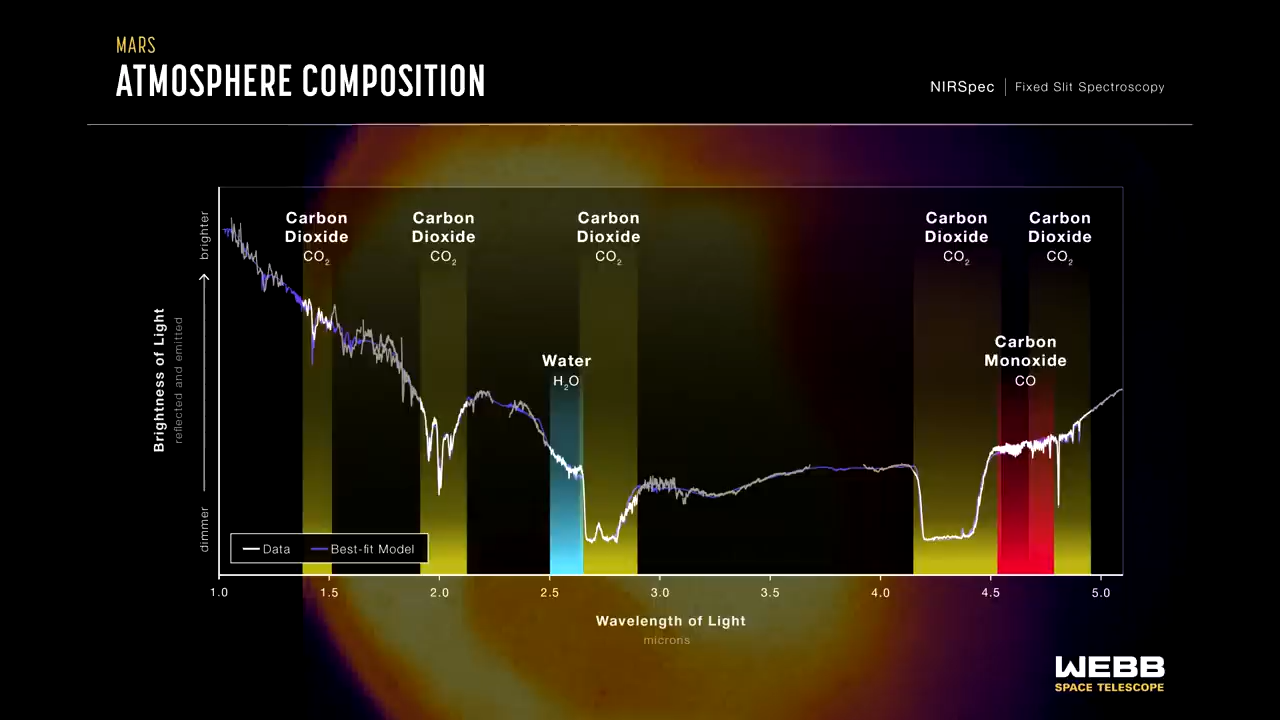 MARS
ATMOSPHERE COMPOSITION
NIRSpec | Fixed Slit Spectroscopy
brighter
Brightness of Light
reflected and emitted
dimmer
Carbon
Dioxide
CO₂
Carbon
Dioxide
CO₂
Carbon
Dioxide
CO₂
Carbon
Dioxide
CO₂
Carbon
Dioxide
CO₂
Water
H₂O
Carbon
Monoxide
CO
Data
Best-fit Model
1.0 1.5 2.0 2.5 3.0 3.5 4.0 4.5 5.0
Wavelength of Light
microns
WEBB
SPACE TELESCOPE